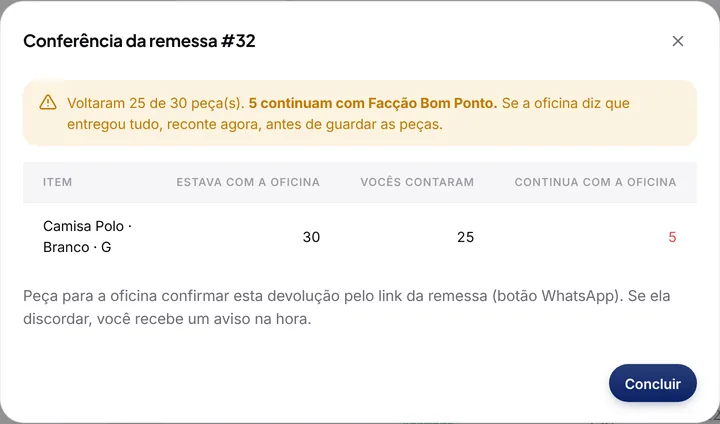 Conferência da remessa #32
Voltaram 25 de 30 peça(s). 5 continuam com Facção Bom Ponto. Se a oficina diz que
entregou tudo, reconte agora, antes de guardar as peças.
ITEM ESTAVA COM A OFICINA VOCÊS CONTARAM CONTINUA COM A OFICINA
Camisa Polo ·
Branco · G 30 25 5
Peça para a oficina confirmar esta devolução pelo link da remessa (botão WhatsApp). Se ela
discordar, você recebe um aviso na hora.
Concluir